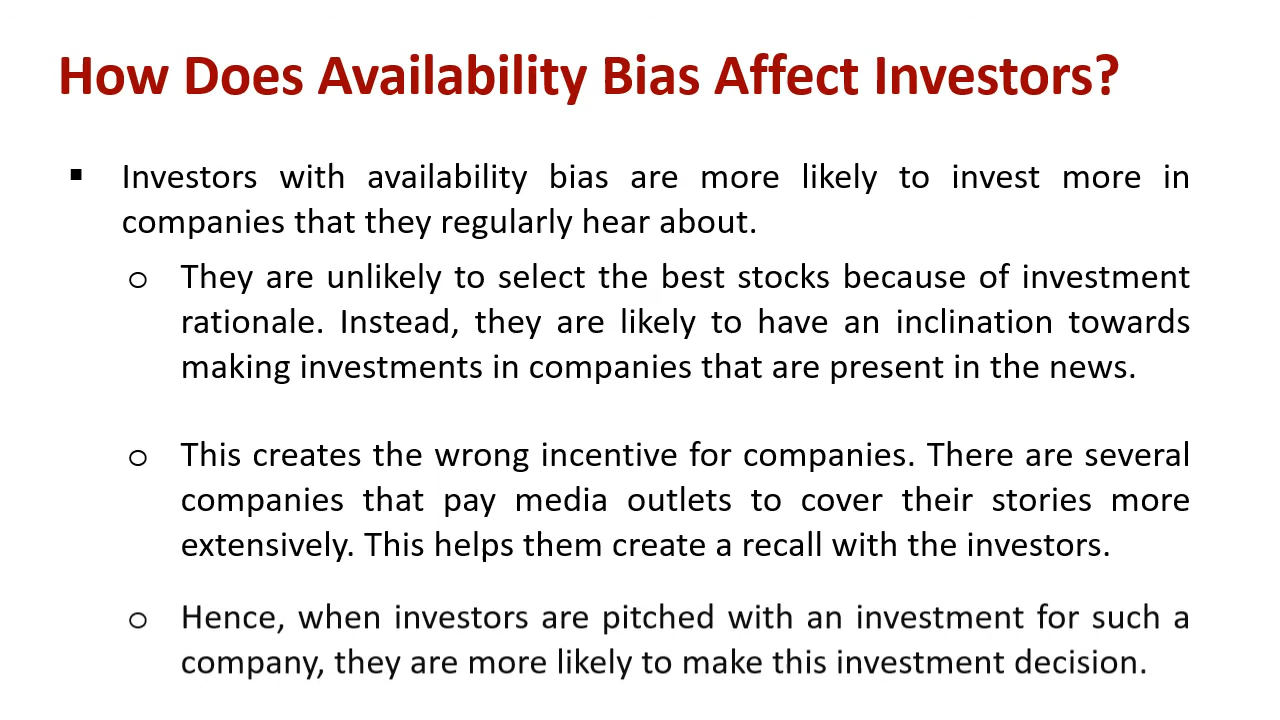 How Does Availability Bias Affect Investors?
▪ Investors with availability bias are more likely to invest more in
companies that they regularly hear about.
o They are unlikely to select the best stocks because of investment
rationale. Instead, they are likely to have an inclination towards
making investments in companies that are present in the news.
o This creates the wrong incentive for companies. There are several
companies that pay media outlets to cover their stories more
extensively. This helps them create a recall with the investors.
o Hence, when investors are pitched with an investment for such a
company, they are more likely to make this investment decision.